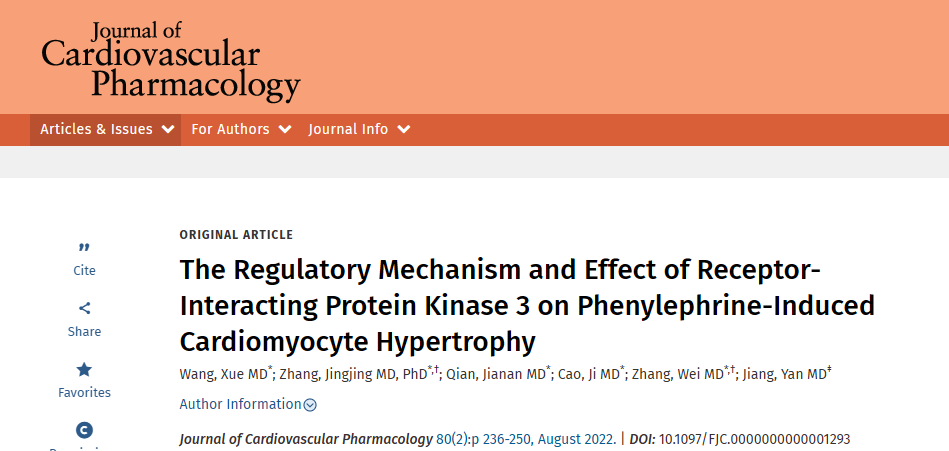 Journal of
Cardiovascular
Pharmacology
Articles & Issues
For Authors
Journal Info
ORIGINAL ARTICLE
The Regulatory Mechanism and Effect of Receptor-
Interacting Protein Kinase 3 on Phenylephrine-Induced
Cardiomyocyte Hypertrophy
Wang, Xue MD*; Zhang, Jingjing MD, PhD*,†; Qian, Jianan MD*; Cao, Ji MD*; Zhang, Wei MD*,†; Jiang, Yan MD‡
Author Information
Journal of Cardiovascular Pharmacology 80(2):p 236-250, August 2022. | DOI: 10.1097/FJC.0000000000001293
Cite
Share
Favorites